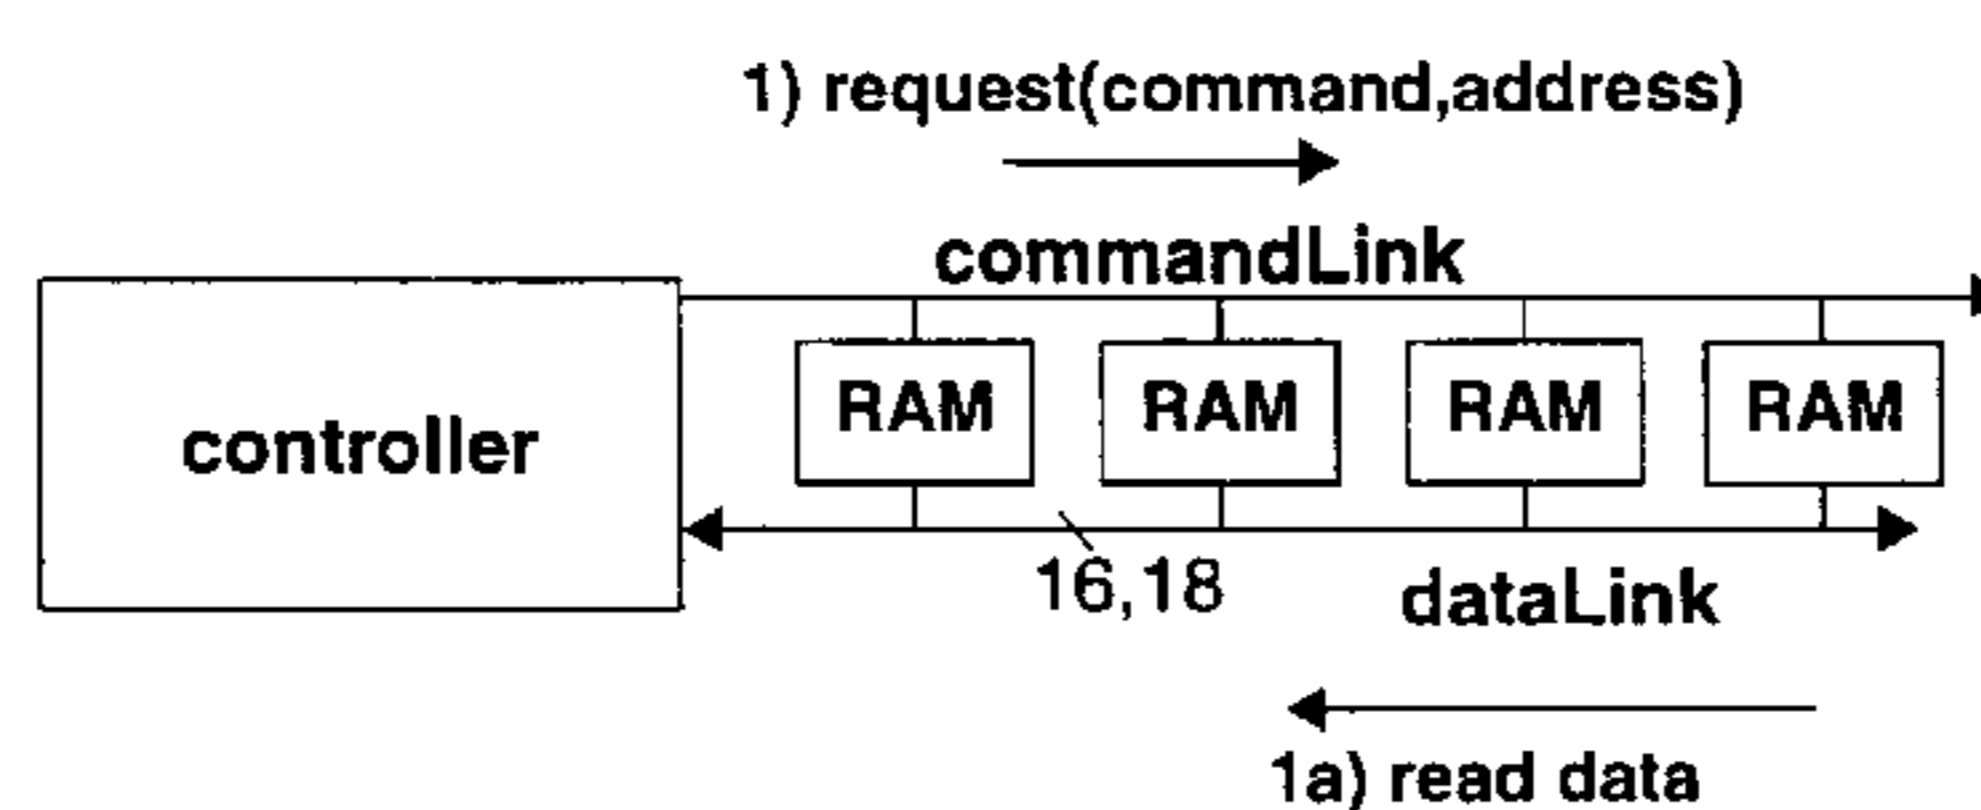 1) request(command,address)
commandLink
RAM RAM RAM RAM
controller
16,18
dataLink
1a) read data